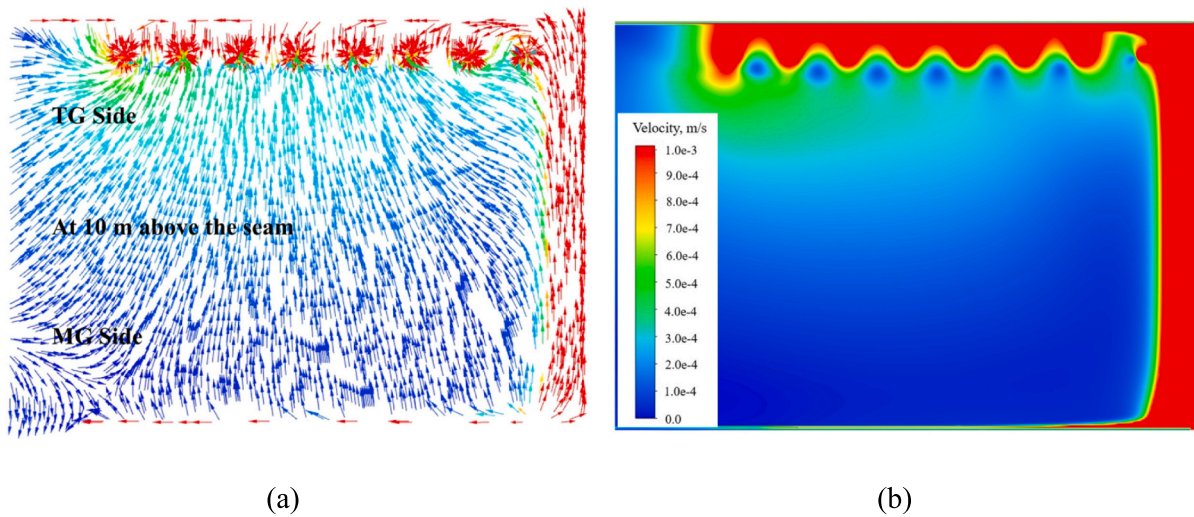 TG Side
At 10 m above the seam
MG Side
Velocity, m/s
1.0e-3
9.0e-4
8.0e-4
7.0e-4
6.0e-4
5.0e-4
4.0e-4
3.0e-4
2.0e-4
1.0e-4
0.0
(a)
(b)